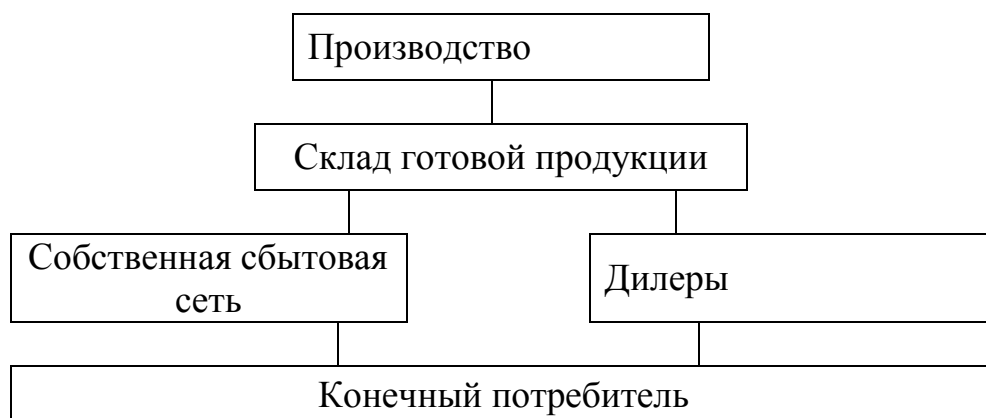 Производство
Склад готовой продукции
Собственная сбытовая
сеть
Дилеры
Конечный потребитель